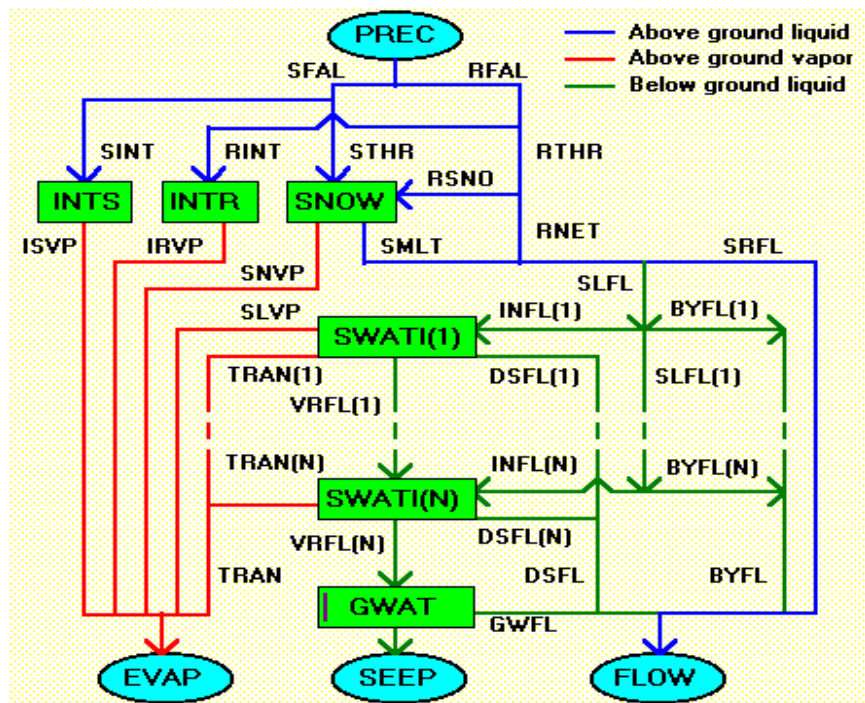 PREC
Above ground liquid
Above ground vapor
Below ground liquid
SFAL RFAL
SINT RINT STHR RTHR
RSNO
INTS INTR SNOW
RNET
ISVP IRVP SMLT SRFL
SNVP SLFL
SLVP INFL(1) BYFL(1)
SWATI(1)
TRAN(1) DSFL(1) SLFL(1)
VRFL(1)
TRAN(N) INFL(N) BYFL(N)
SWATI(N)
VRFL(N) DSFL(N)
TRAN DSFL BYFL
GWAT
GWFL
EVAP SEEP FLOW